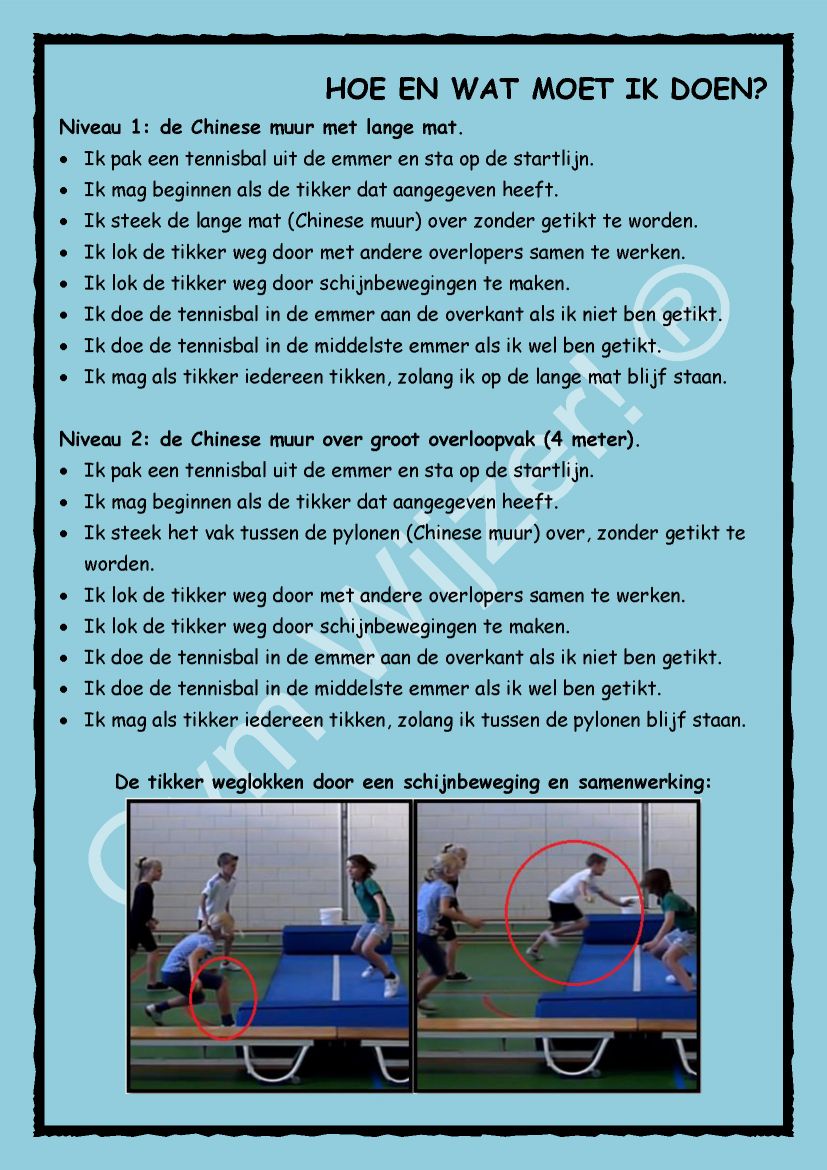 HOE EN WAT MOET IK DOEN?
Niveau 1: de Chinese muur met lange mat.
• Ik pak een tennisbal uit de emmer en sta op de startlijn.
• Ik mag beginnen als de tikker dat aangegeven heeft.
• Ik steek de lange mat (Chinese muur) over zonder getikt te worden.
• Ik lok de tikker weg door met andere overlopers samen te werken.
• Ik lok de tikker weg door schijnbewegingen te maken.
• Ik doe de tennisbal in de emmer aan de overkant als ik niet ben getikt.
• Ik doe de tennisbal in de middelste emmer als ik wel ben getikt.
• Ik mag als tikker iedereen tikken, zolang ik op de lange mat blijf staan.
Niveau 2: de Chinese muur over groot overloopvak (4 meter).
• Ik pak een tennisbal uit de emmer en sta op de startlijn.
• Ik mag beginnen als de tikker dat aangegeven heeft.
• Ik steek het vak tussen de pylonen (Chinese muur) over, zonder getikt te
worden.
• Ik lok de tikker weg door met andere overlopers samen te werken.
• Ik lok de tikker weg door schijnbewegingen te maken.
• Ik doe de tennisbal in de emmer aan de overkant als ik niet ben getikt.
• Ik doe de tennisbal in de middelste emmer als ik wel ben getikt.
• Ik mag als tikker iedereen tikken, zolang ik tussen de pylonen blijf staan.
De tikker weglokken door een schijnbeweging en samenwerking:
Gym Wijzer! ®